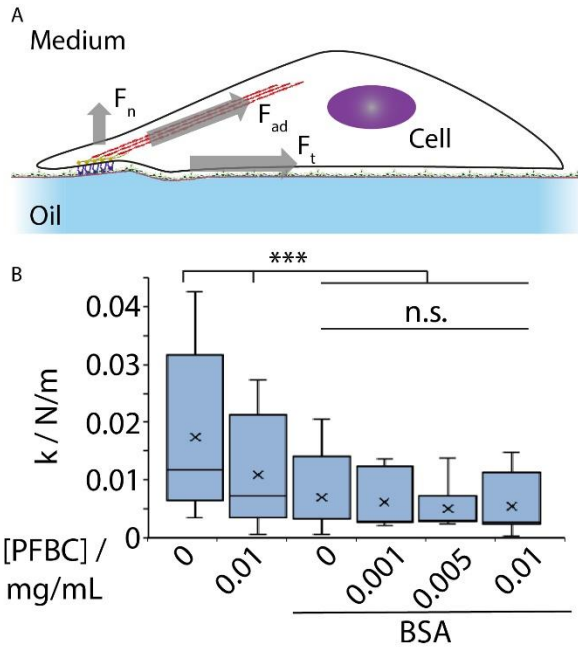 A
Medium
Fn
Fad
Ft
Cell
Oil
B
***
n.s.
0.04
0.03
0.02
0.01
0
k / N/m
[PFBC] /
mg/mL
0
0.01
0
0.001
0.005
0.01
BSA